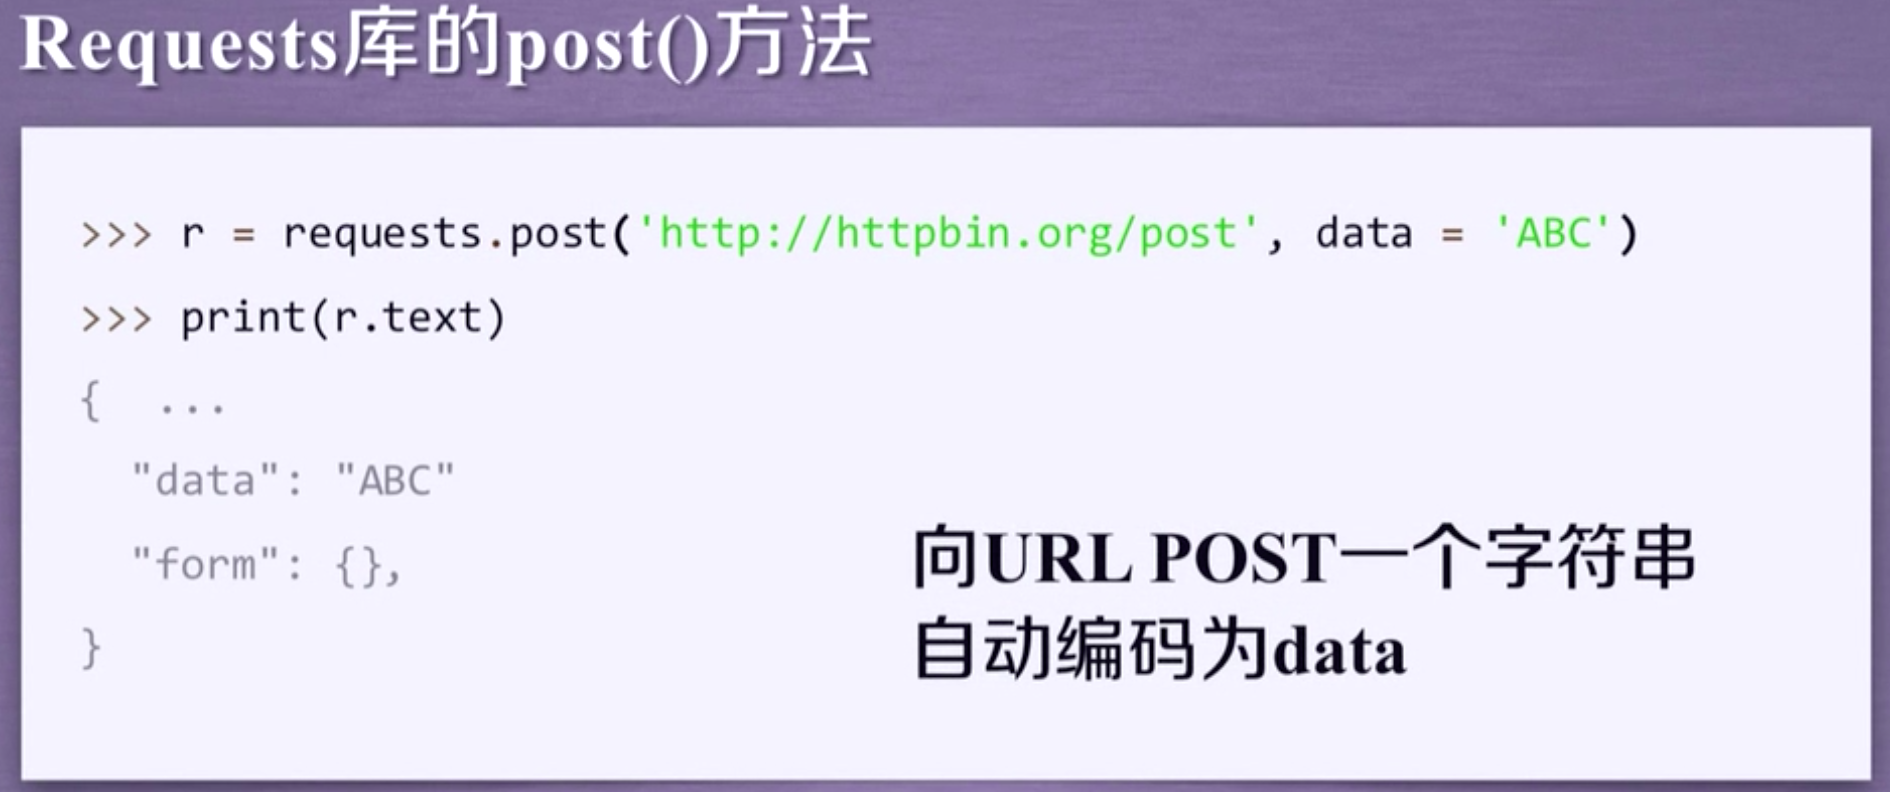 Requests库的post()方法
>>> r = requests.post('http://httpbin.org/post', data = 'ABC')
>>> print(r.text)
{  ...
"data": "ABC"
"form": {},
}
向URL POST一个字符串
自动编码为data